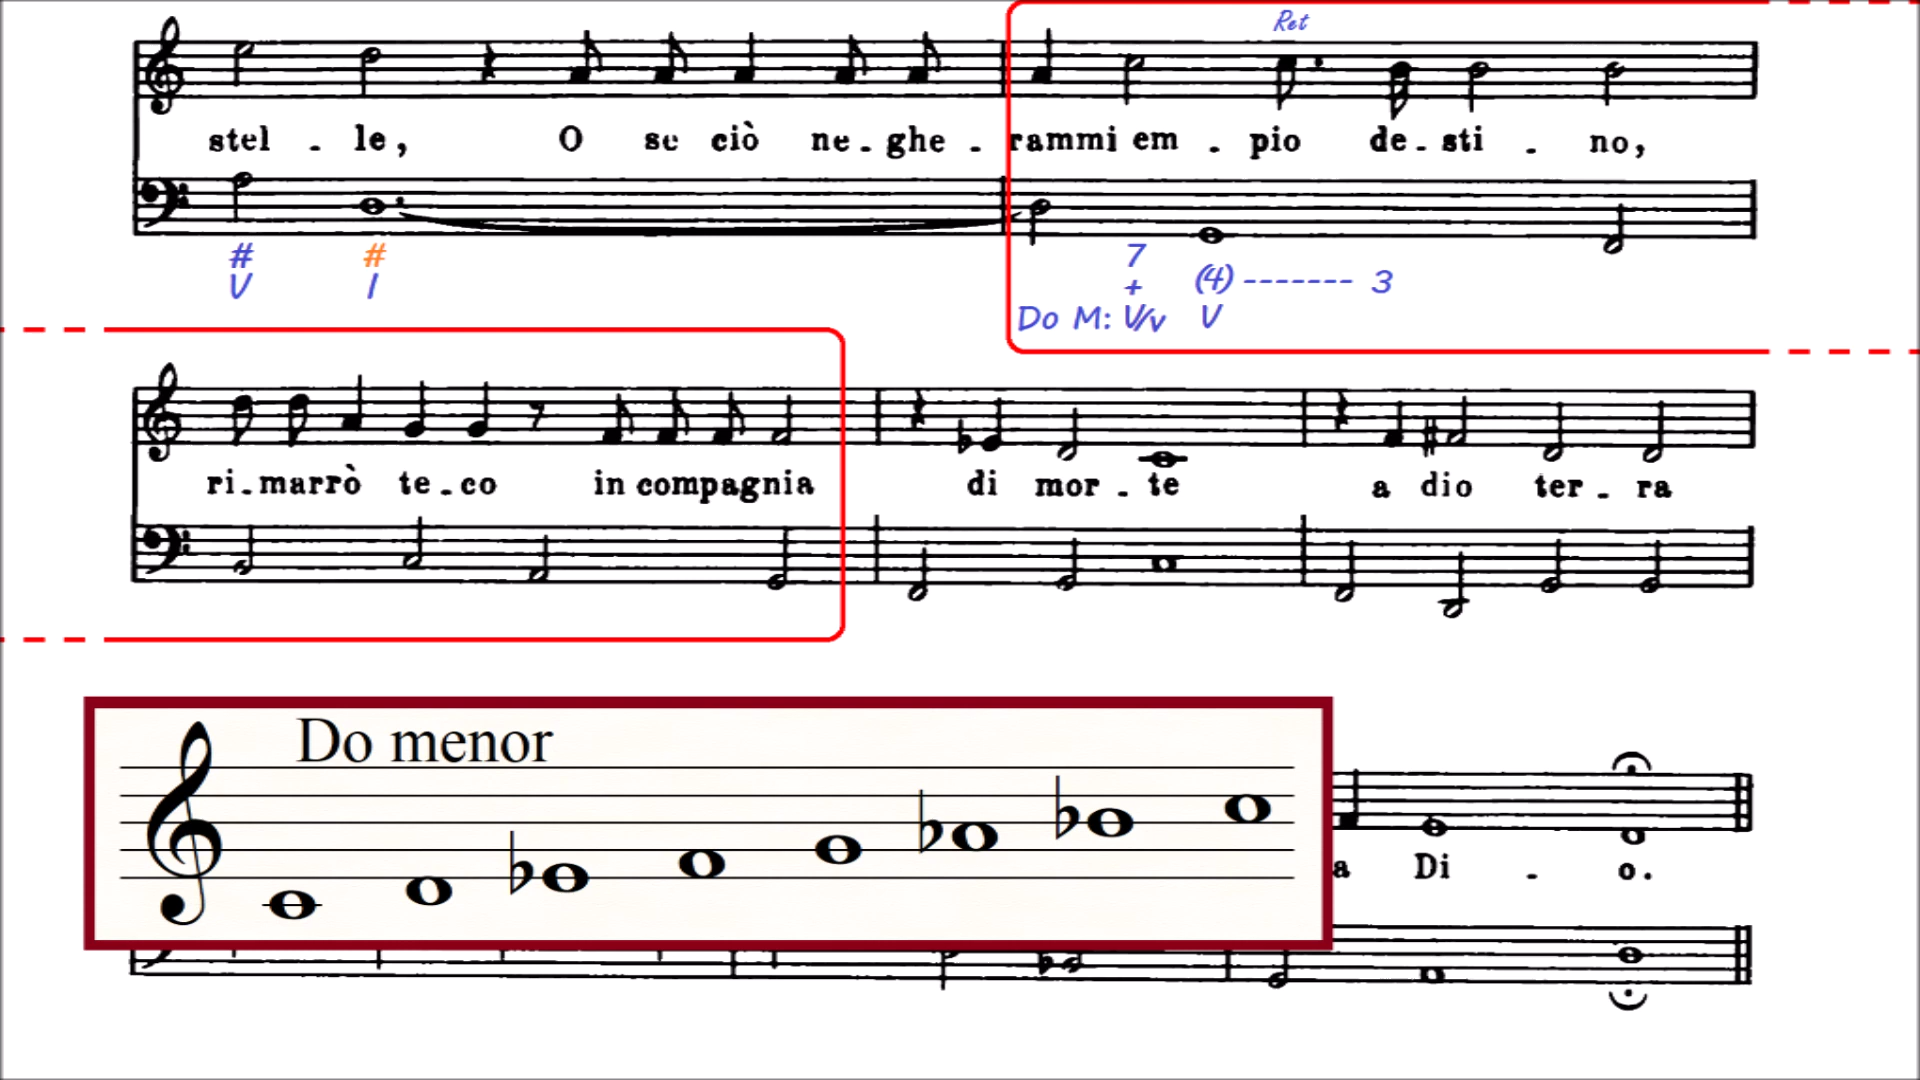 Ret
stel - le, O se ciò ne - ghe - rammi em - pio de - sti - no,
# # 7
V I + (4) ------- 3
Do M: V/v V
ri - marrò te - co in compagnia di mor - te a dio ter - ra
Do menor
a Di - o.